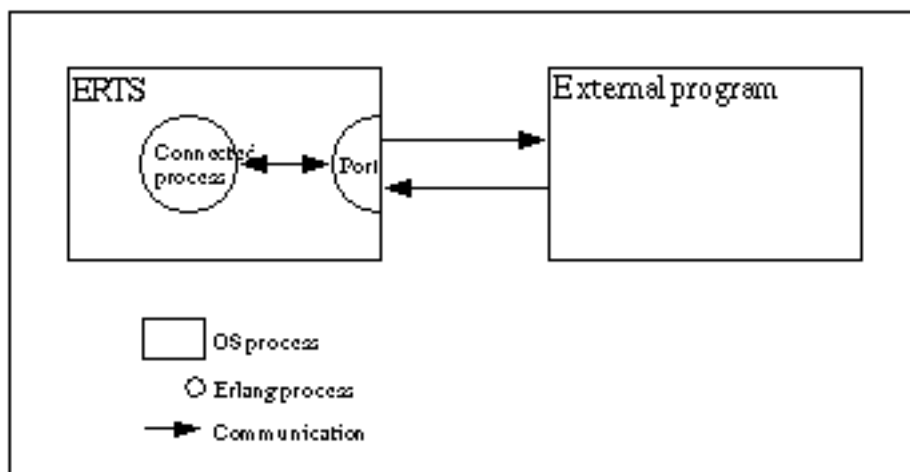 ERTS
External program
Connected
process
Port
OS process
Erlang process
Communication